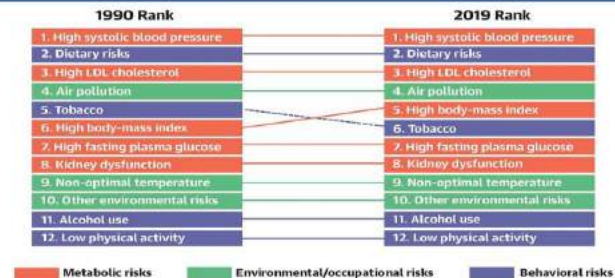 1990 Rank
1. High systolic blood pressure
2. Dietary risks
3. High LDL cholesterol
4. Air pollution
5. Tobacco
6. High body-mass index
7. High fasting plasma glucose
8. Kidney dysfunction
9. Non-optimal temperature
10. Other environmental risks
11. Alcohol use
12. Low physical activity
2019 Rank
1. High systolic blood pressure
2. Dietary risks
3. High LDL cholesterol
4. Air pollution
5. High body-mass index
6. Tobacco
7. High fasting plasma glucose
8. Kidney dysfunction
9. Non-optimal temperature
10. Other environmental risks
11. Alcohol use
12. Low physical activity
Metabolic risks
Environmental/occupational risks
Behavioral risks